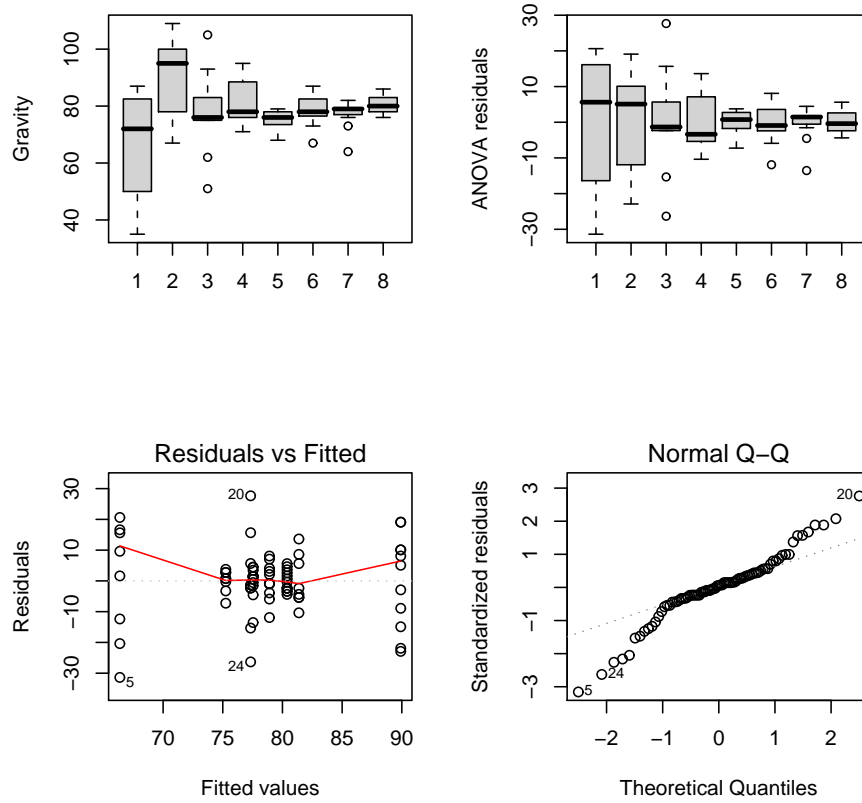 Gravity
40 60 80 100
1 2 3 4 5 6 7 8
ANOVA residuals
−30 −10 10 30
1 2 3 4 5 6 7 8
Residuals vs Fitted
Residuals
−30 −10 10 30
20
24
5
70 75 80 85 90
Fitted values
Normal Q−Q
Standardized residuals
−3 −1 1 2 3
20
24
5
−2 −1 0 1 2
Theoretical Quantiles